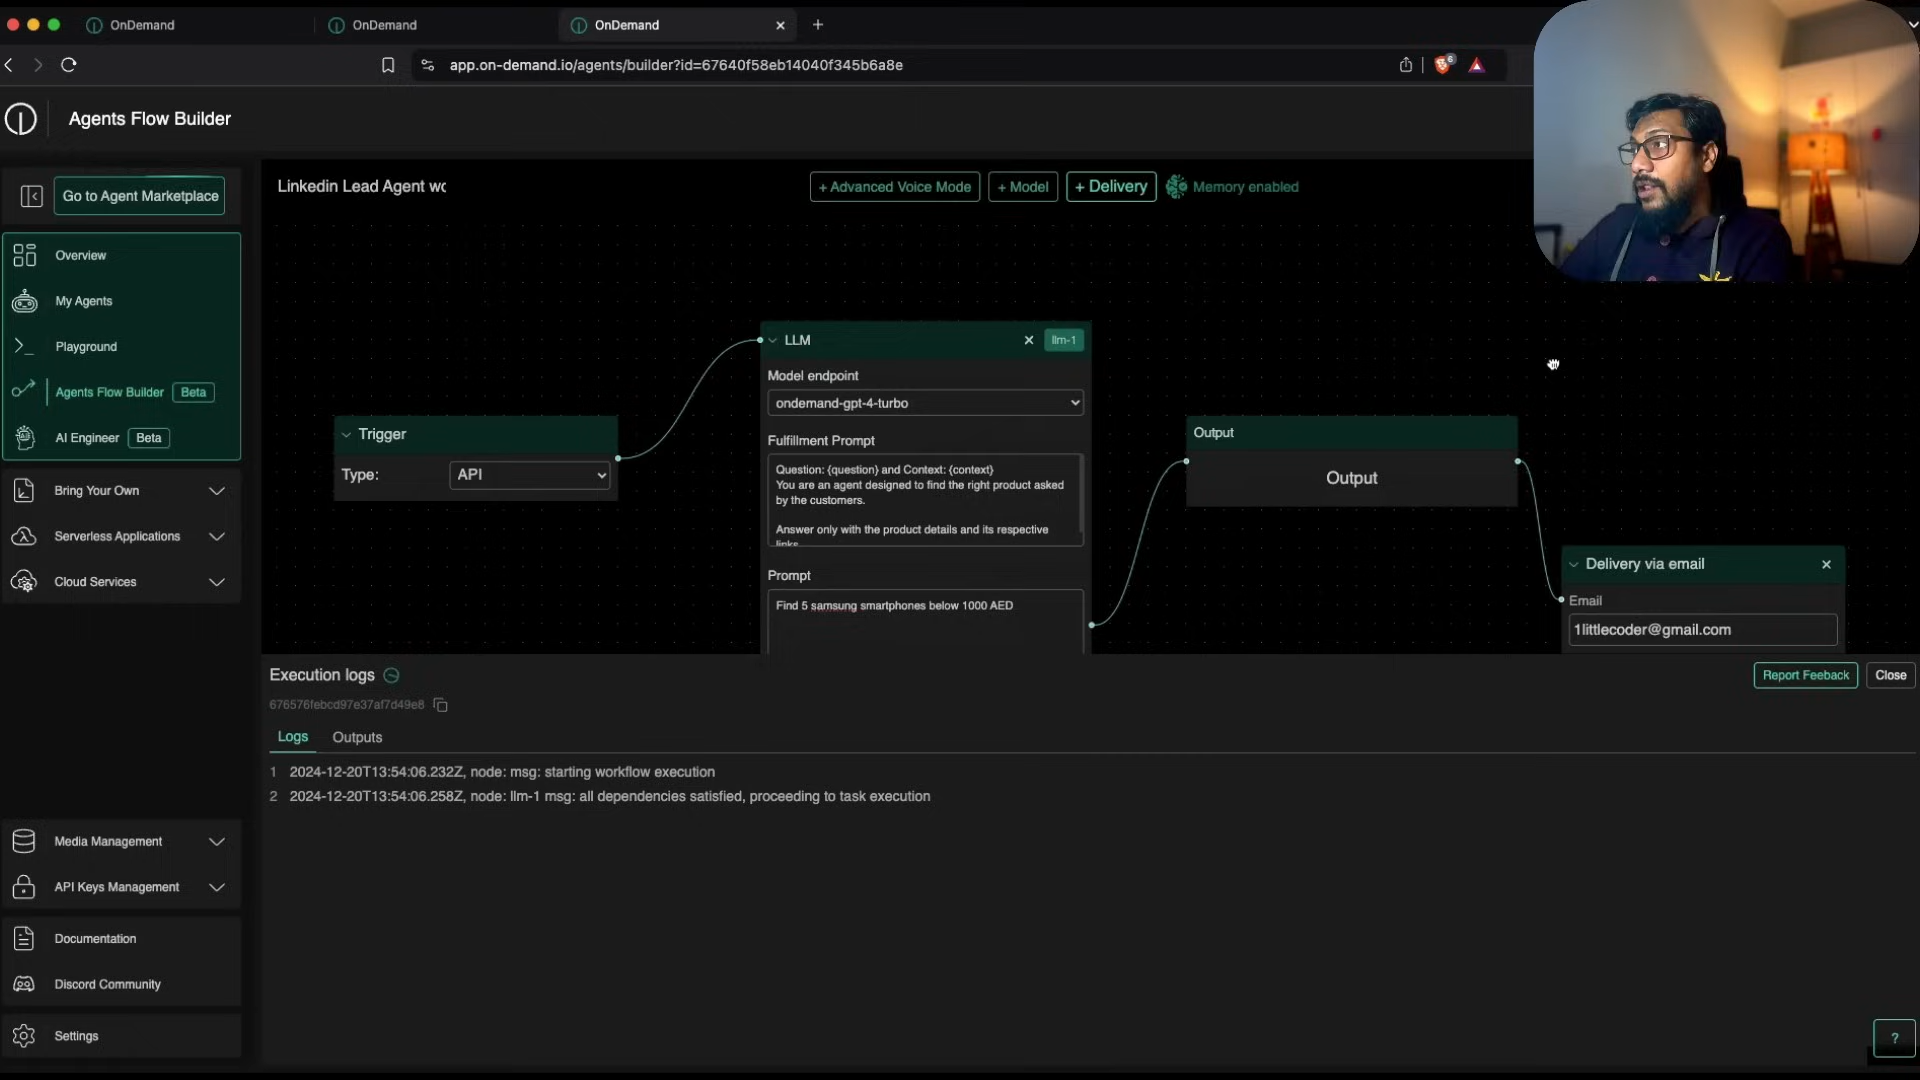 OnDemand
OnDemand
OnDemand
app.on-demand.io/agents/builder?id=67640f58eb14040f345b6a8e
6
Agents Flow Builder
Go to Agent Marketplace
Overview
My Agents
Playground
Agents Flow Builder Beta
AI Engineer Beta
Bring Your Own
Serverless Applications
Cloud Services
Media Management
API Keys Management
Documentation
Discord Community
Settings
Linkedin Lead Agent wo
+ Advanced Voice Mode
+ Model
+ Delivery
Memory enabled
Trigger
Type: API
LLM
llm-1
Model endpoint
ondemand-gpt-4-turbo
Fulfillment Prompt
Question: {question} and Context: {context}
You are an agent designed to find the right product asked
by the customers.
Answer only with the product details and its respective
links
Prompt
Find 5 samsung smartphones below 1000 AED
Output
Output
Delivery via email
Email
1littlecoder@gmail.com
Execution logs
Report Feeback
Close
676576febcd97e37af7d49e8
Logs
Outputs
1 2024-12-20T13:54:06.232Z, node: msg: starting workflow execution
2 2024-12-20T13:54:06.258Z, node: llm-1 msg: all dependencies satisfied, proceeding to task execution
?